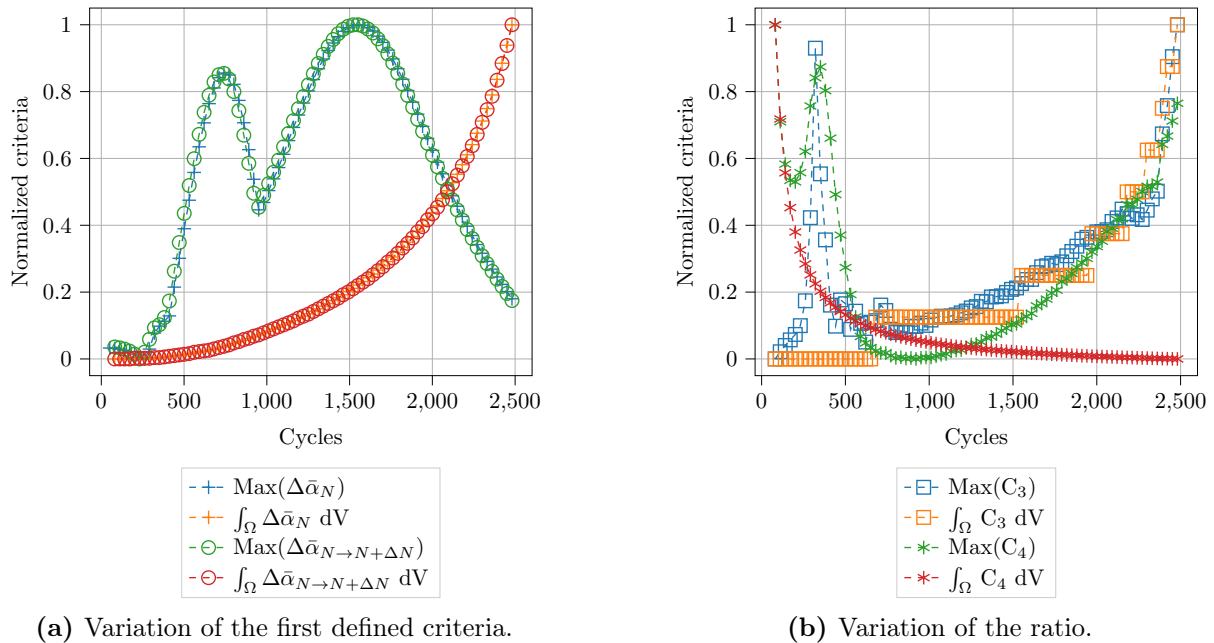 Normalized criteria
1
0.8
0.6
0.4
0.2
0
0 500 1,000 1,500 2,000 2,500
Cycles
Max(Δᾱ_N)
∫_Ω Δᾱ_N dV
Max(Δᾱ_{N→N+ΔN})
∫_Ω Δᾱ_{N→N+ΔN} dV
(a) Variation of the first defined criteria.
Normalized criteria
1
0.8
0.6
0.4
0.2
0
0 500 1,000 1,500 2,000 2,500
Cycles
Max(C_3)
∫_Ω C_3 dV
Max(C_4)
∫_Ω C_4 dV
(b) Variation of the ratio.